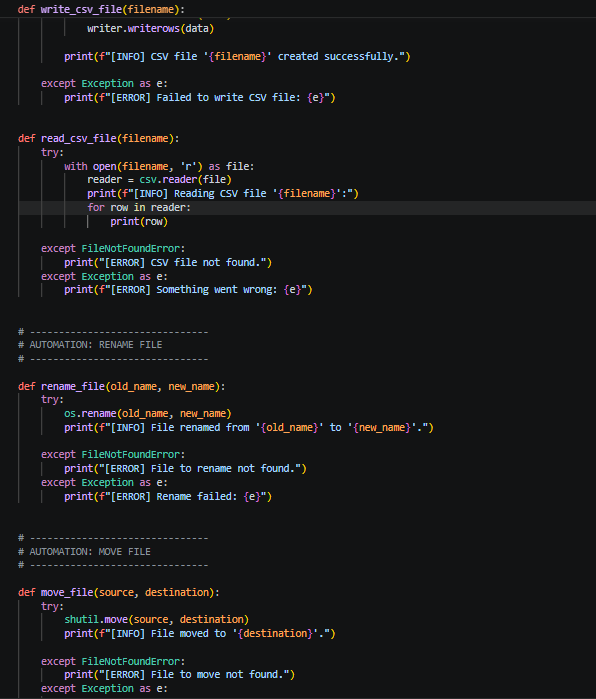 def write_csv_file(filename):
            writer.writerows(data)

        print(f"[INFO] CSV file '{filename}' created successfully.")

    except Exception as e:
        print(f"[ERROR] Failed to write CSV file: {e}")


def read_csv_file(filename):
    try:
        with open(filename, 'r') as file:
            reader = csv.reader(file)
            print(f"[INFO] Reading CSV file '{filename}':")
            for row in reader:
                print(row)

    except FileNotFoundError:
        print("[ERROR] CSV file not found.")
    except Exception as e:
        print(f"[ERROR] Something went wrong: {e}")


# -------------------------------
# AUTOMATION: RENAME FILE
# -------------------------------

def rename_file(old_name, new_name):
    try:
        os.rename(old_name, new_name)
        print(f"[INFO] File renamed from '{old_name}' to '{new_name}'.")

    except FileNotFoundError:
        print("[ERROR] File to rename not found.")
    except Exception as e:
        print(f"[ERROR] Rename failed: {e}")


# -------------------------------
# AUTOMATION: MOVE FILE
# -------------------------------

def move_file(source, destination):
    try:
        shutil.move(source, destination)
        print(f"[INFO] File moved to '{destination}'.")

    except FileNotFoundError:
        print("[ERROR] File to move not found.")
    except Exception as e: